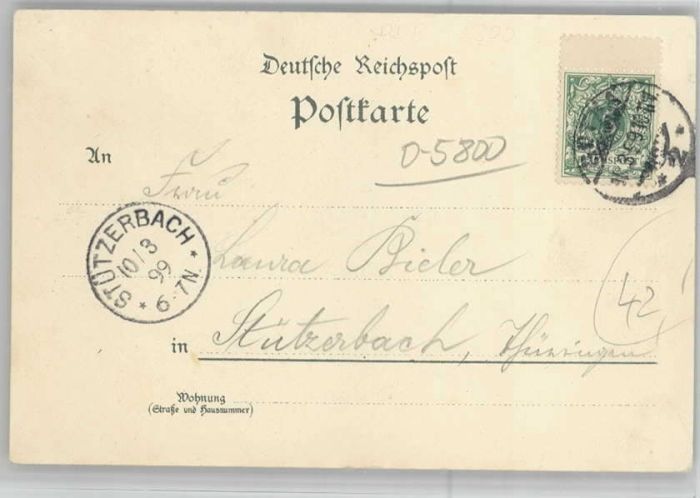 Deutsche Reichspost
Postkarte
An
O-5800
Frau
STÜTZERBACH
10/3
99
6-7N
Laura Bieler
42
in Stützerbach, Thüringen
Wohnung
(Straße und Hausnummer)